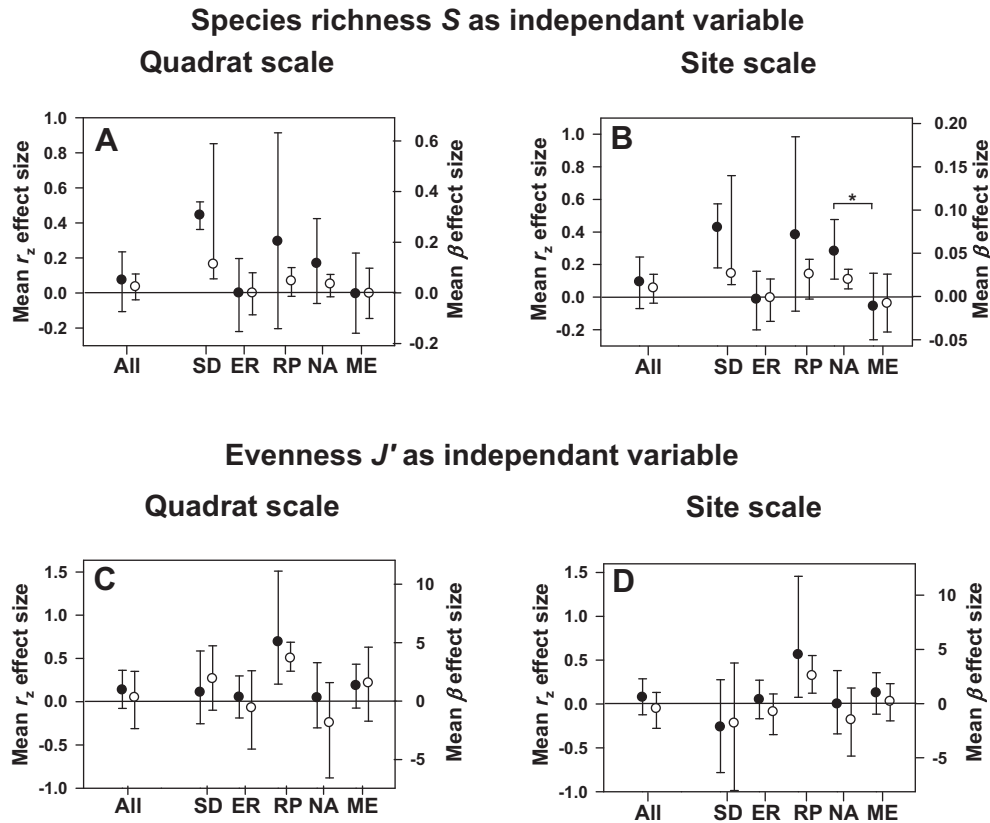 Species richness S as independant variable
Quadrat scale
Site scale
A
Mean rz effect size
1.0
0.8
0.6
0.4
0.2
0.0
-0.2
Mean β effect size
0.6
0.4
0.2
0.0
-0.2
All SD ER RP NA ME
B
Mean rz effect size
1.0
0.8
0.6
0.4
0.2
0.0
-0.2
*
Mean β effect size
0.20
0.15
0.10
0.05
0.00
-0.05
All SD ER RP NA ME
Evenness J' as independant variable
Quadrat scale
Site scale
C
Mean rz effect size
1.5
1.0
0.5
0.0
-0.5
-1.0
Mean β effect size
10
5
0
-5
All SD ER RP NA ME
D
Mean rz effect size
1.5
1.0
0.5
0.0
-0.5
-1.0
Mean β effect size
10
5
0
-5
All SD ER RP NA ME